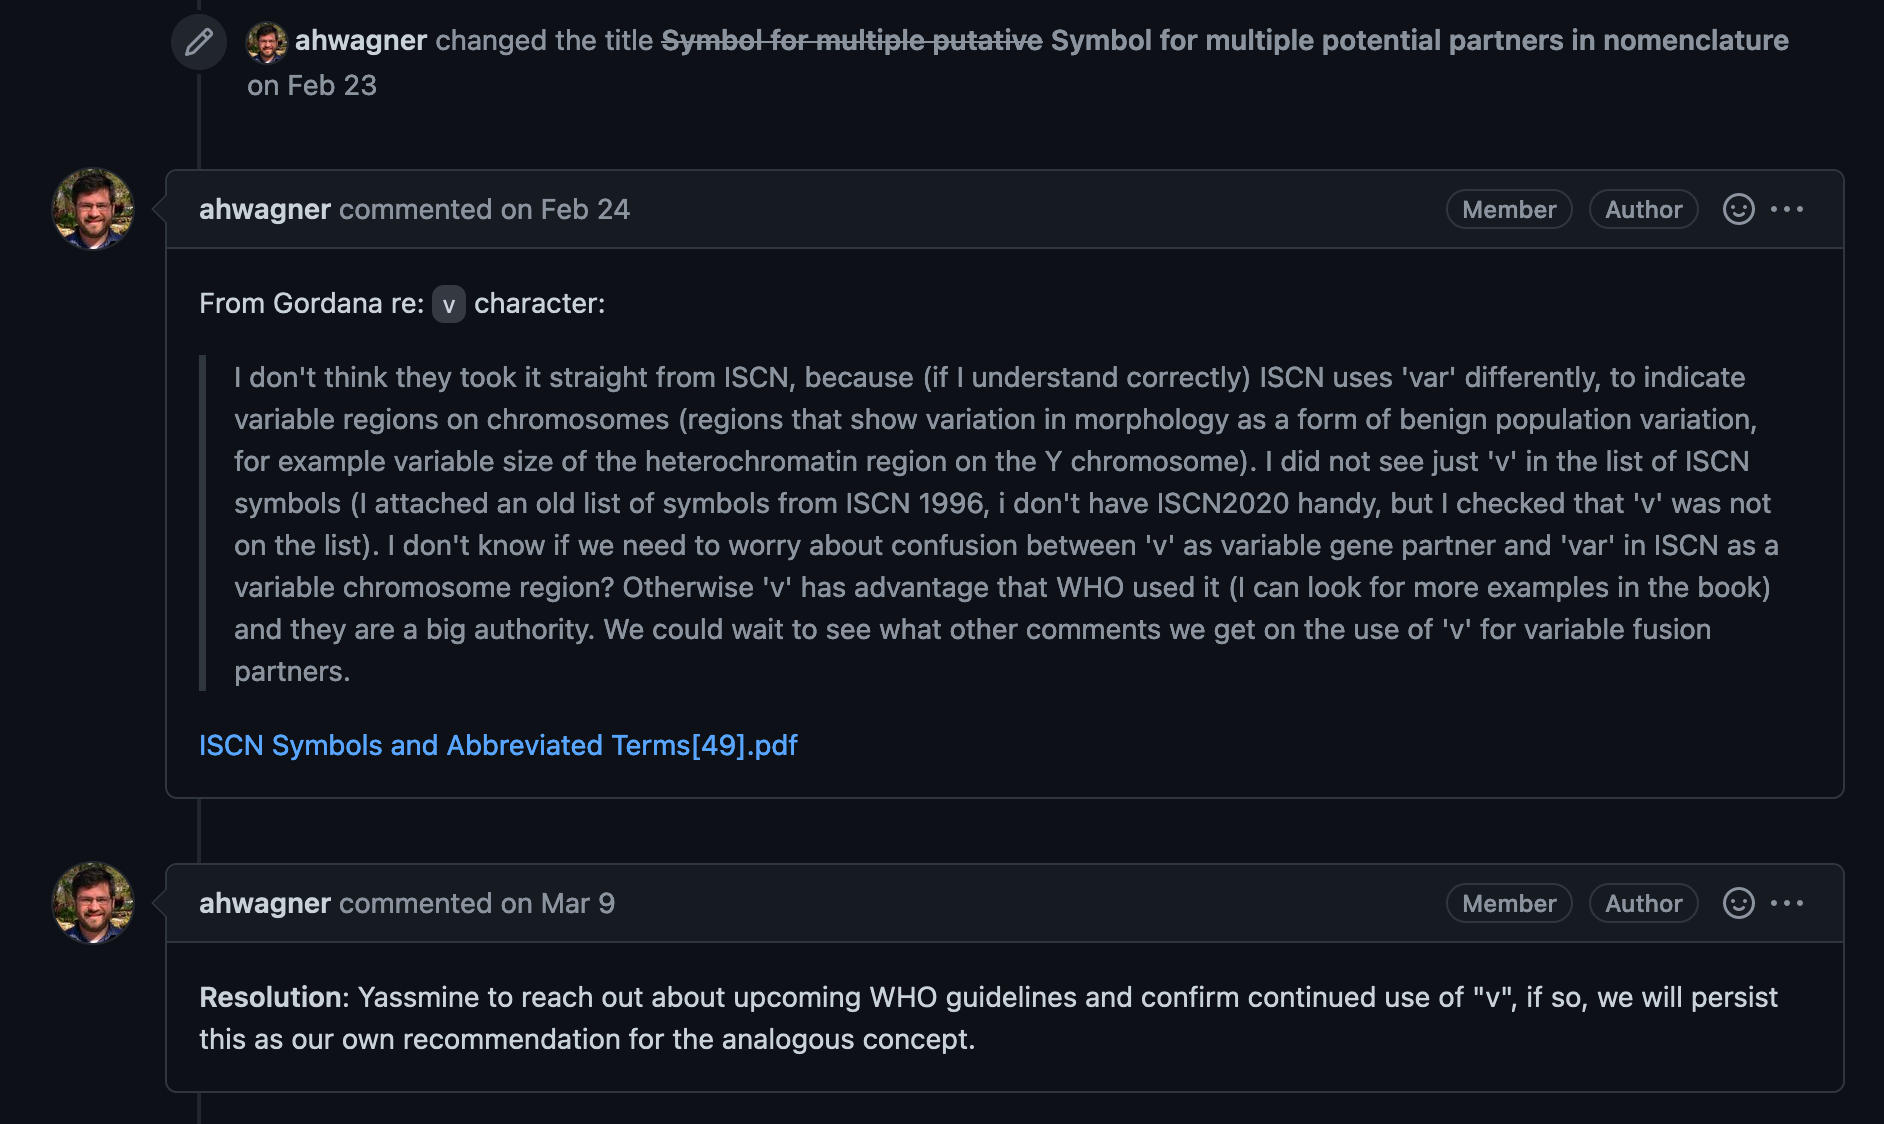 ahwagner changed the title Symbol for multiple putative Symbol for multiple potential partners in nomenclature
on Feb 23
ahwagner commented on Feb 24
Member Author
From Gordana re: v character:
I don't think they took it straight from ISCN, because (if I understand correctly) ISCN uses 'var' differently, to indicate
variable regions on chromosomes (regions that show variation in morphology as a form of benign population variation,
for example variable size of the heterochromatin region on the Y chromosome). I did not see just 'v' in the list of ISCN
symbols (I attached an old list of symbols from ISCN 1996, i don't have ISCN2020 handy, but I checked that 'v' was not
on the list). I don't know if we need to worry about confusion between 'v' as variable gene partner and 'var' in ISCN as a
variable chromosome region? Otherwise 'v' has advantage that WHO used it (I can look for more examples in the book)
and they are a big authority. We could wait to see what other comments we get on the use of 'v' for variable fusion
partners.
ISCN Symbols and Abbreviated Terms[49].pdf
ahwagner commented on Mar 9
Member Author
Resolution: Yassmine to reach out about upcoming WHO guidelines and confirm continued use of "v", if so, we will persist
this as our own recommendation for the analogous concept.